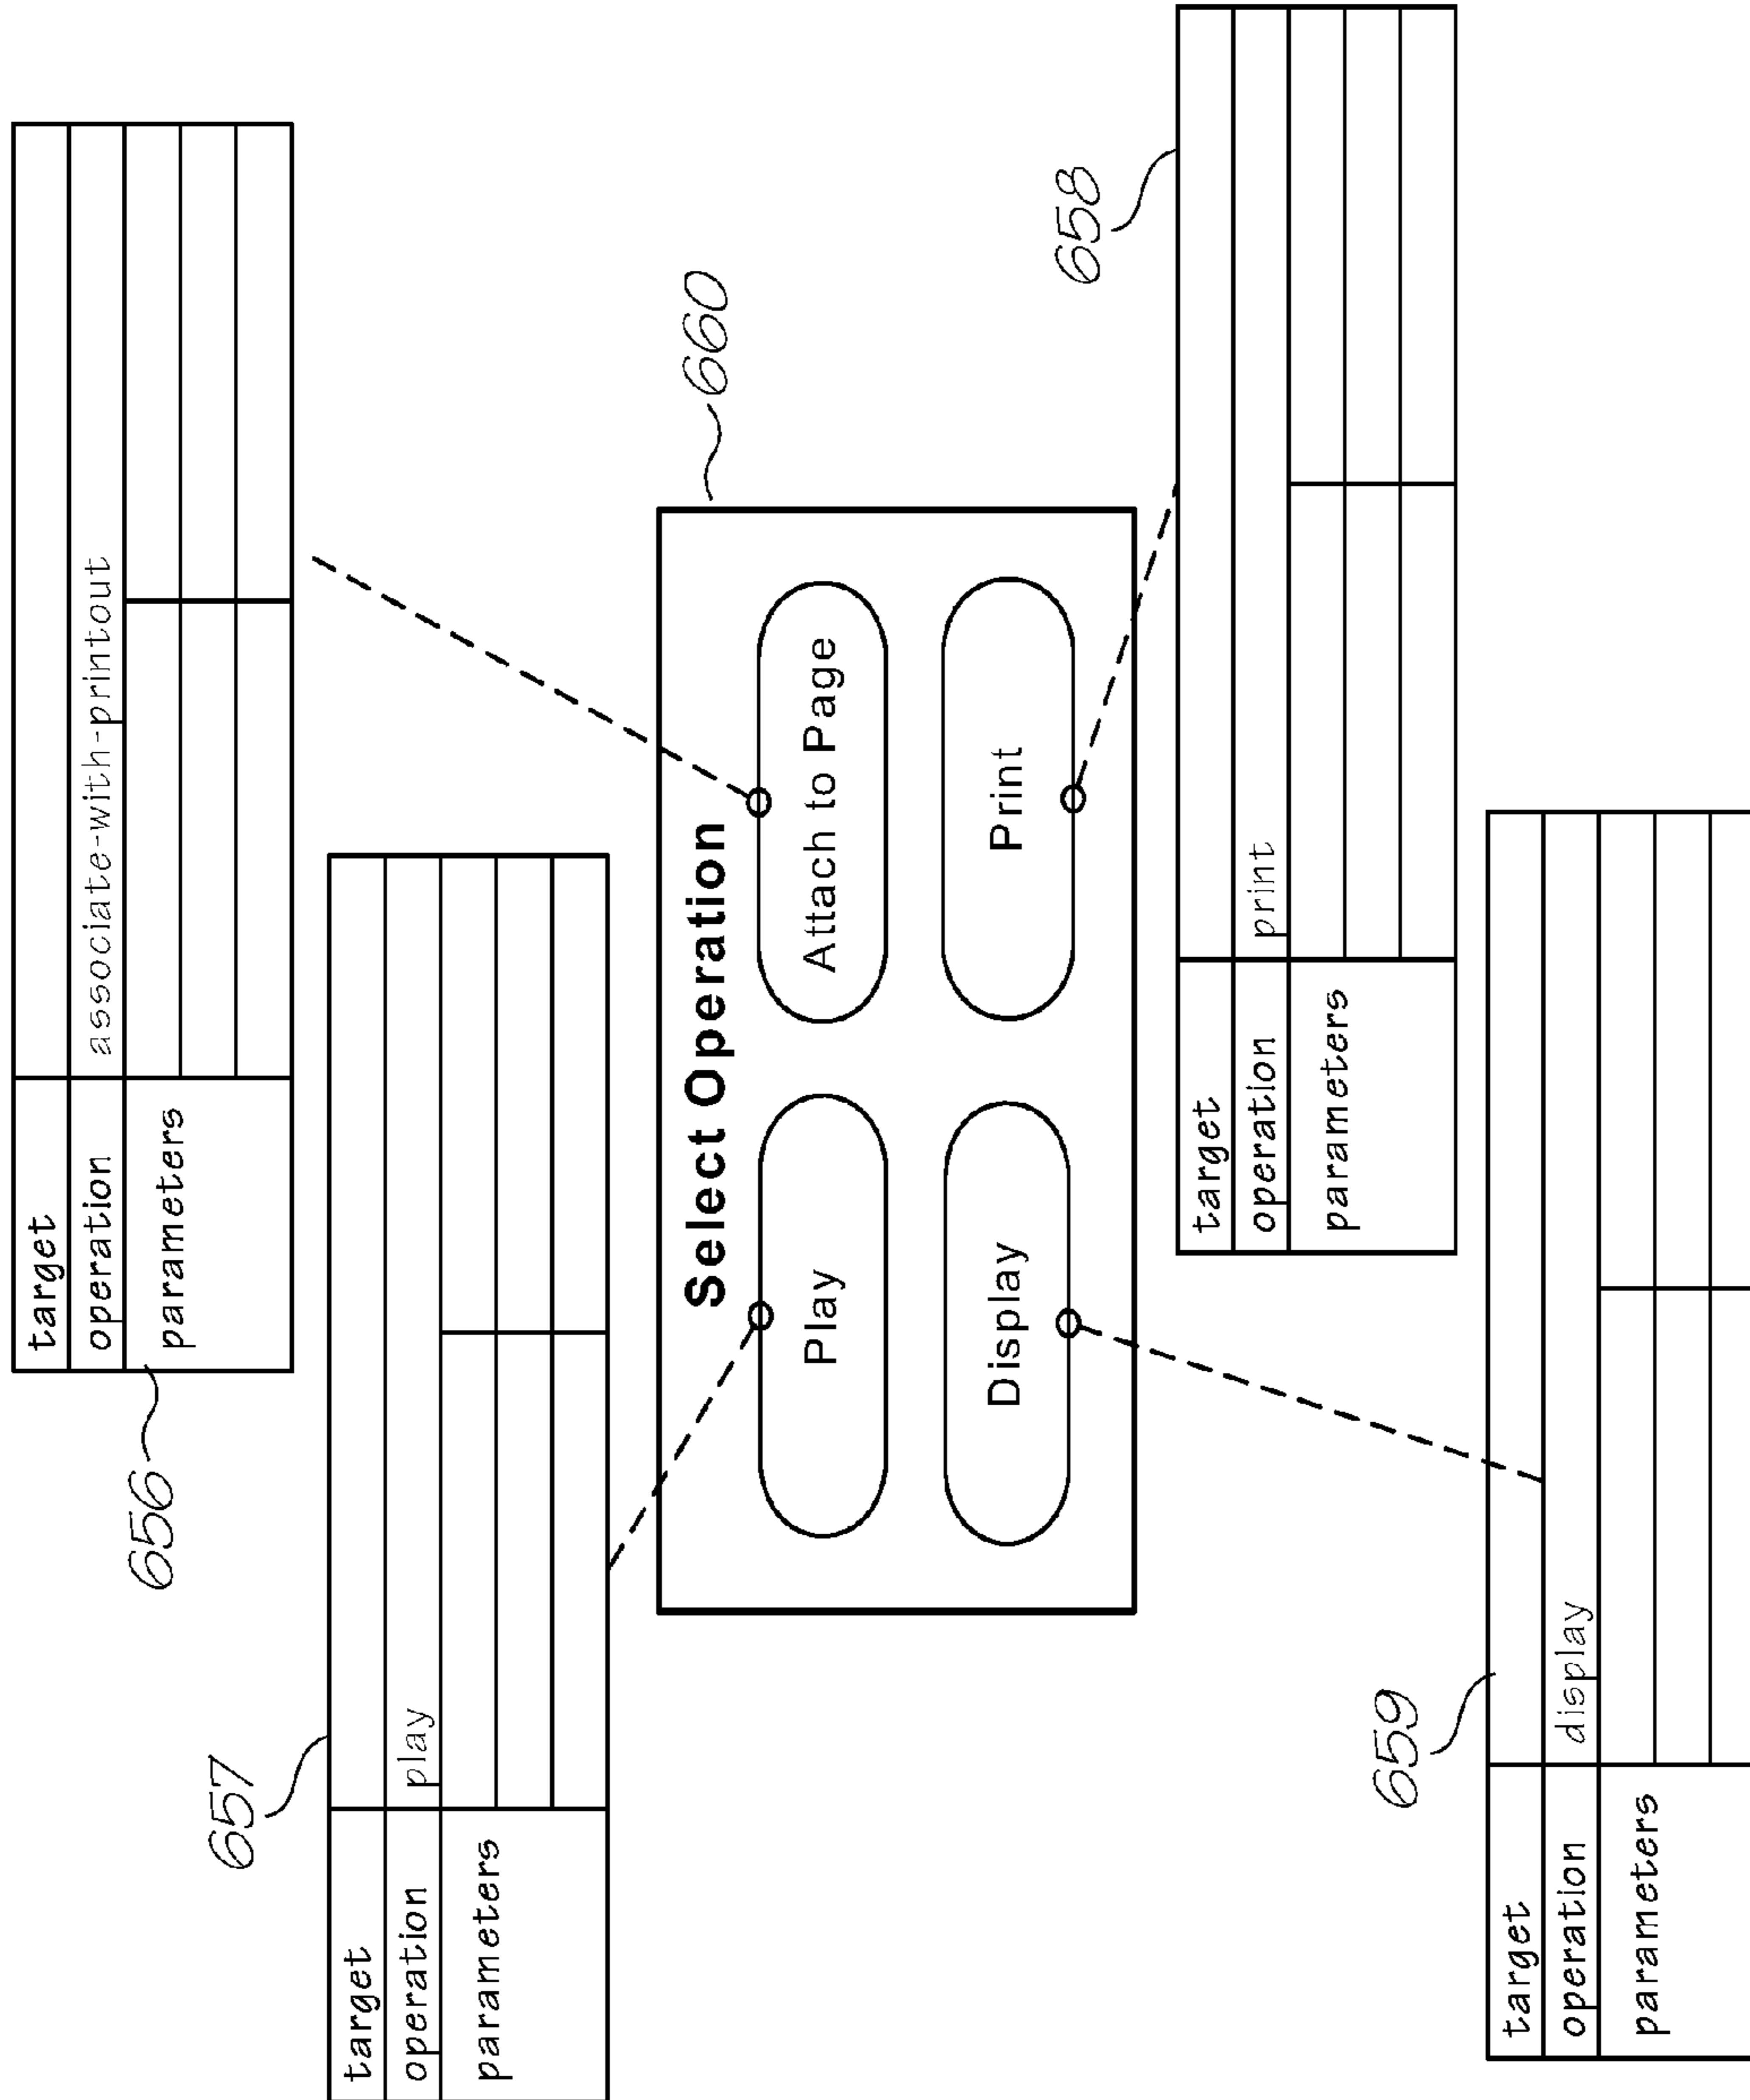 target
operation associate-with-printout
parameters
656
657
target
operation play
parameters
660
Select Operation
Play Attach to Page
Display Print
658
target
operation print
parameters
659
target
operation display
parameters